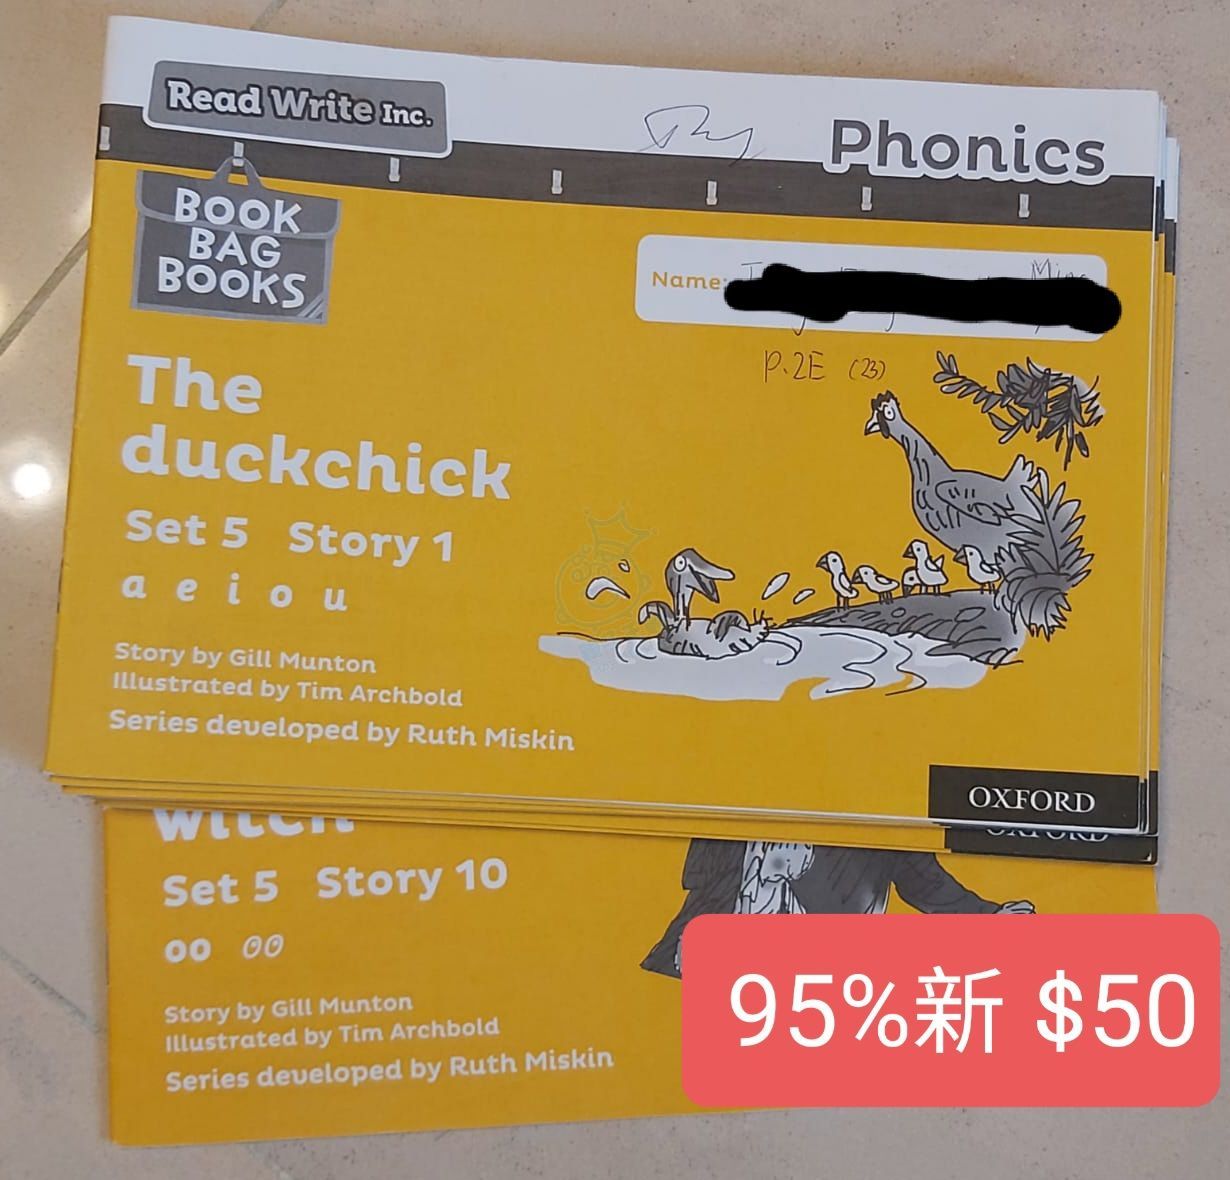 Read Write Inc.
Phonics
BOOK
BAG
BOOKS
Name:
P.2E (23)
The
duckchick
Set 5 Story 1
a e i o u
Story by Gill Munton
Illustrated by Tim Archbold
Series developed by Ruth Miskin
OXFORD
OXFORD
witch
Set 5 Story 10
oo oo
Story by Gill Munton
Illustrated by Tim Archbold
Series developed by Ruth Miskin
95%新 $50